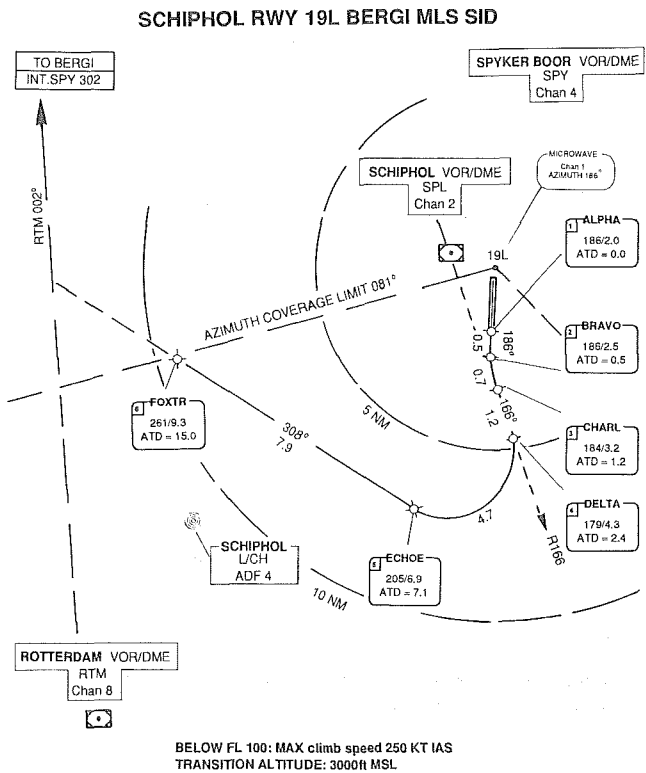 SCHIPHOL RWY 19L BERGI MLS SID
TO BERGI
INT.SPY 302
SPYKER BOOR VOR/DME
SPY
Chan 4
MICROWAVE
Chan 1
AZIMUTH 186°
SCHIPHOL VOR/DME
SPL
Chan 2
RTM 002°
19L
1
ALPHA
186/2.0
ATD = 0.0
AZIMUTH COVERAGE LIMIT 081°
0.5
186°
2
BRAVO
186/2.5
ATD = 0.5
0.7
166°
1.2
6
FOXTR
261/9.3
ATD = 15.0
5 NM
3
CHARL
184/3.2
ATD = 1.2
308°
7.9
4
DELTA
179/4.3
ATD = 2.4
4.7
R166
SCHIPHOL
L/CH
ADF 4
5
ECHOE
205/6.9
ATD = 7.1
10 NM
ROTTERDAM VOR/DME
RTM
Chan 8
BELOW FL 100: MAX climb speed 250 KT IAS
TRANSITION ALTITUDE: 3000ft MSL